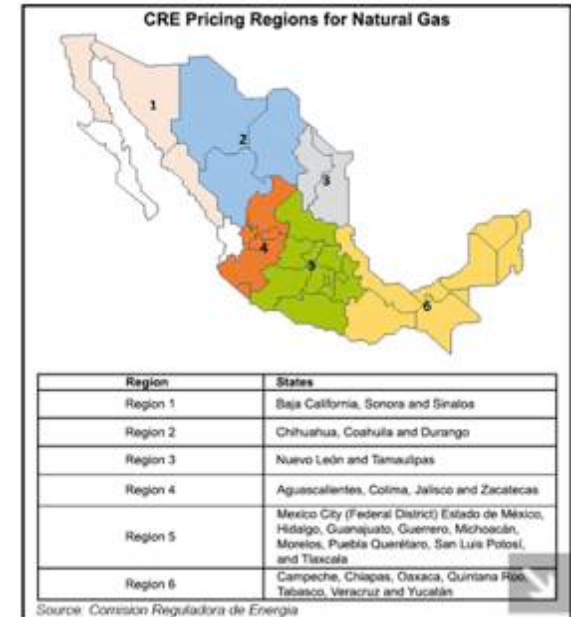 CRE Pricing Regions for Natural Gas
1
2
3
4
5
6
Region States
Region 1 Baja California, Sonora and Sinaloa
Region 2 Chihuahua, Coahuila and Durango
Region 3 Nuevo León and Tamaulipas
Region 4 Aguascalientes, Colima, Jalisco and Zacatecas
Region 5 Mexico City (Federal District) Estado de México,
Hidalgo, Guanajuato, Guerrero, Michoacán,
Morelos, Puebla Querétaro, San Luis Potosí,
and Tlaxcala
Region 6 Campeche, Chiapas, Oaxaca, Quintana Roo,
Tabasco, Veracruz and Yucatán
Source: Comision Reguladora de Energia